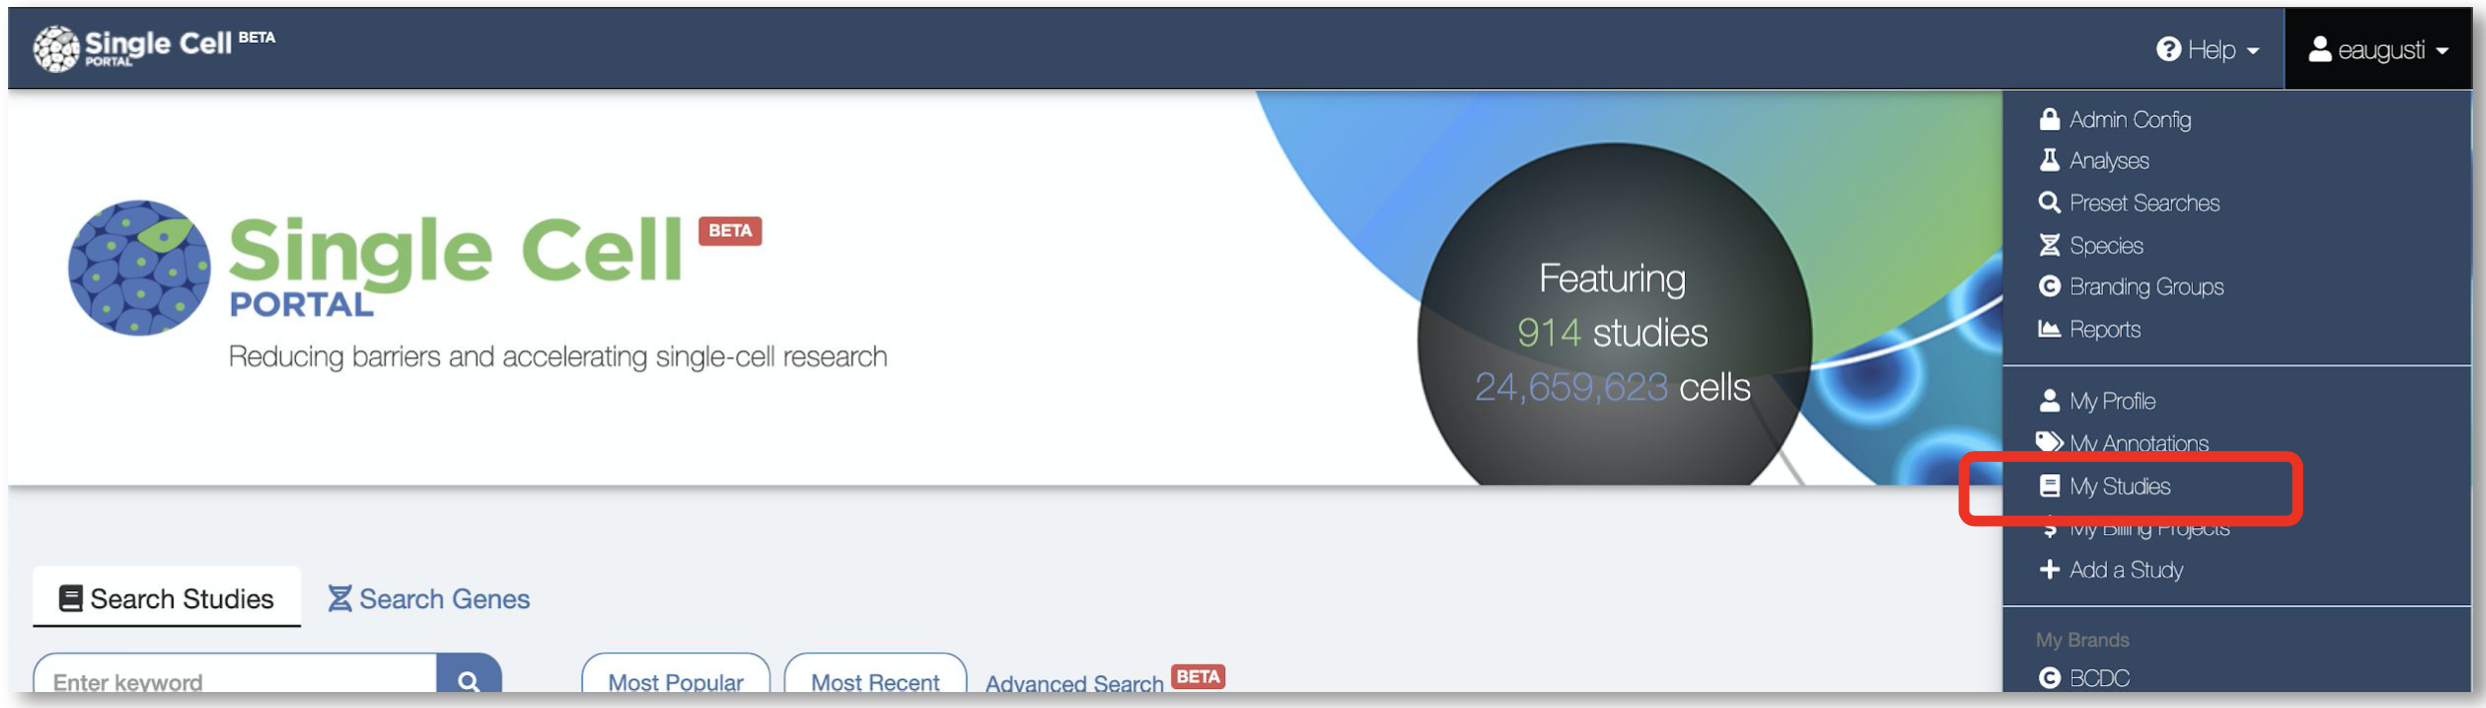 Single Cell BETA
PORTAL
Help
eaugusti
Admin Config
Analyses
Preset Searches
Species
Branding Groups
Reports
My Profile
My Annotations
My Studies
My Billing Projects
Add a Study
My Brands
BCDC
Single Cell BETA
PORTAL
Reducing barriers and accelerating single-cell research
Featuring
914 studies
24,659,623 cells
Search Studies
Search Genes
Enter keyword
Most Popular
Most Recent
Advanced Search BETA